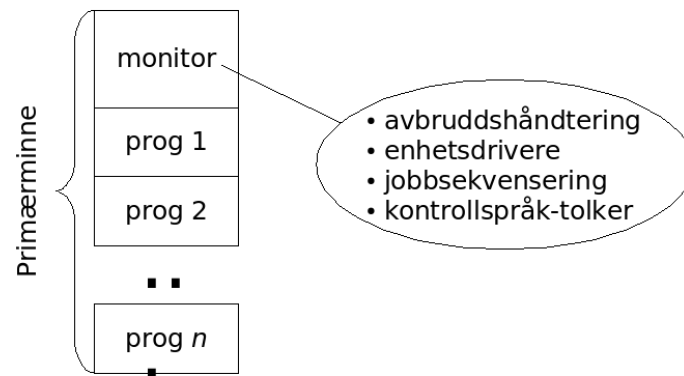 Primærminne
monitor
prog 1
prog 2
prog n
• avbruddshåndtering
• enhetsdrivere
• jobbsekvensering
• kontrollspråk-tolker